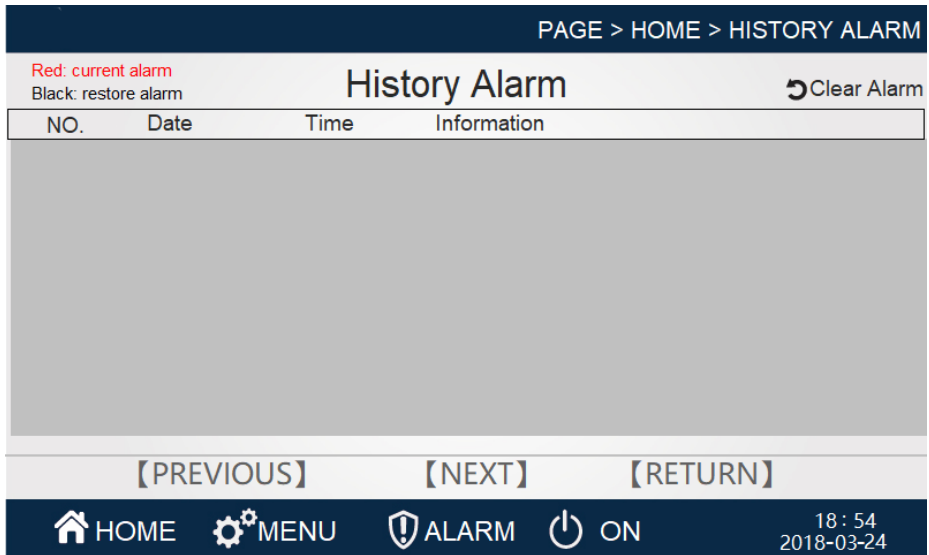 PAGE > HOME > HISTORY ALARM
Red: current alarm
Black: restore alarm
History Alarm
Clear Alarm
NO. Date Time Information
【PREVIOUS】 【NEXT】 【RETURN】
HOME MENU ALARM ON
18：54
2018-03-24